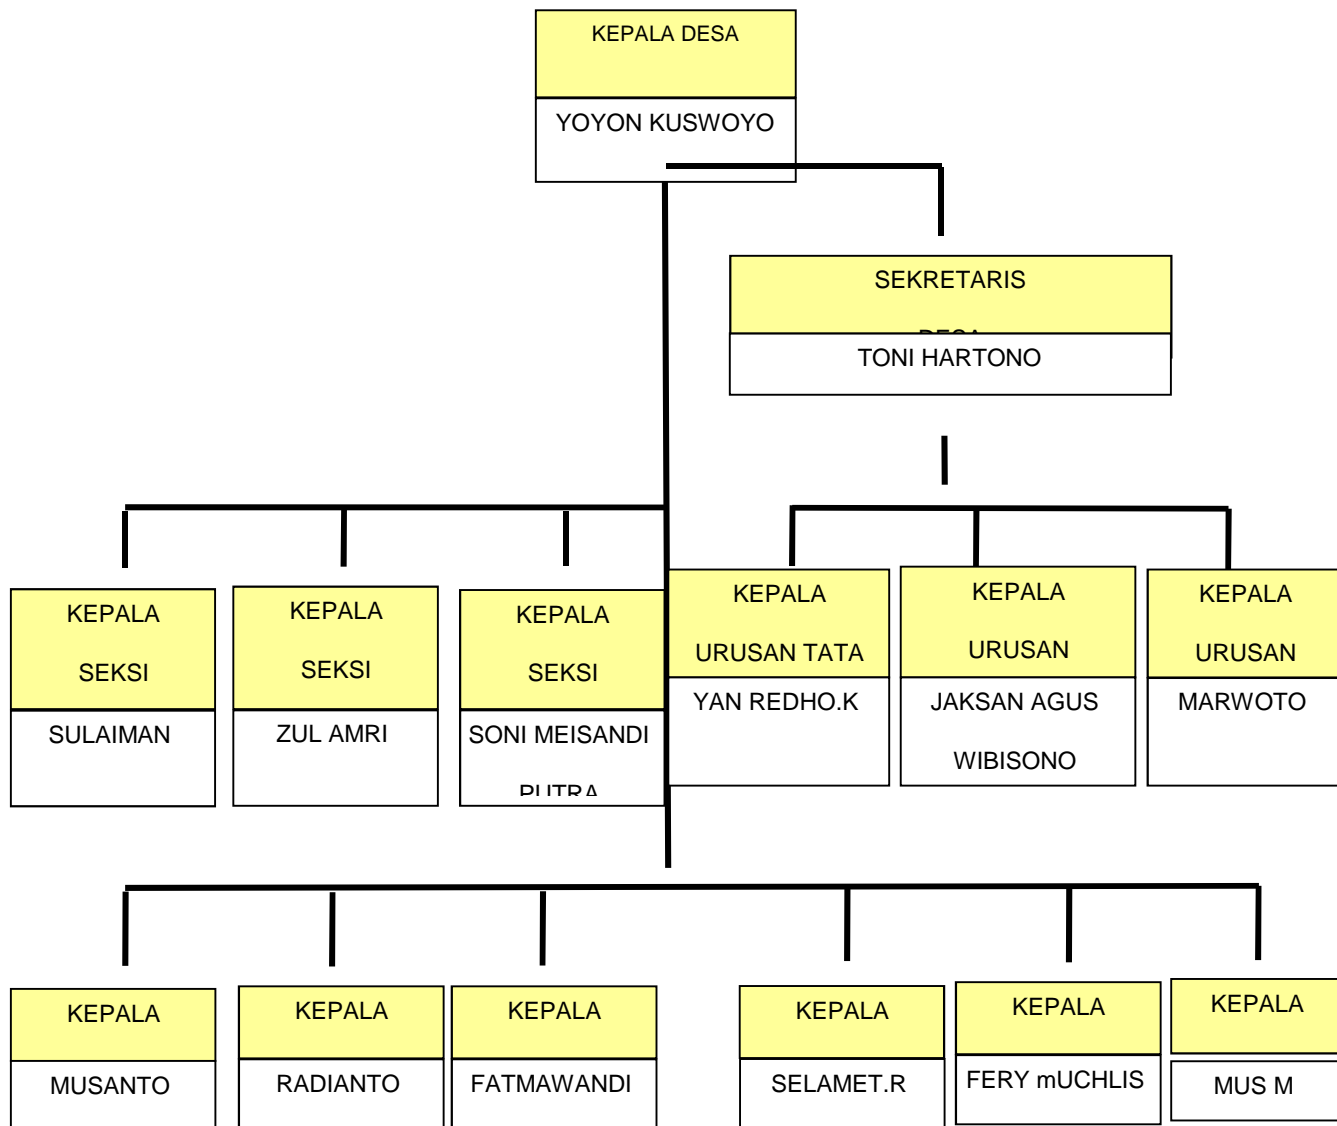 KEPALA DESA
YOYON KUSWOYO
SEKRETARIS
DESA
TONI HARTONO
KEPALA
SEKSI
SULAIMAN
KEPALA
SEKSI
ZUL AMRI
KEPALA
SEKSI
SONI MEISANDI
PUTRA
KEPALA
URUSAN TATA
YAN REDHO.K
KEPALA
URUSAN
JAKSAN AGUS
WIBISONO
KEPALA
URUSAN
MARWOTO
KEPALA
MUSANTO
KEPALA
RADIANTO
KEPALA
FATMAWANDI
KEPALA
SELAMET.R
KEPALA
FERY mUCHLIS
KEPALA
MUS M